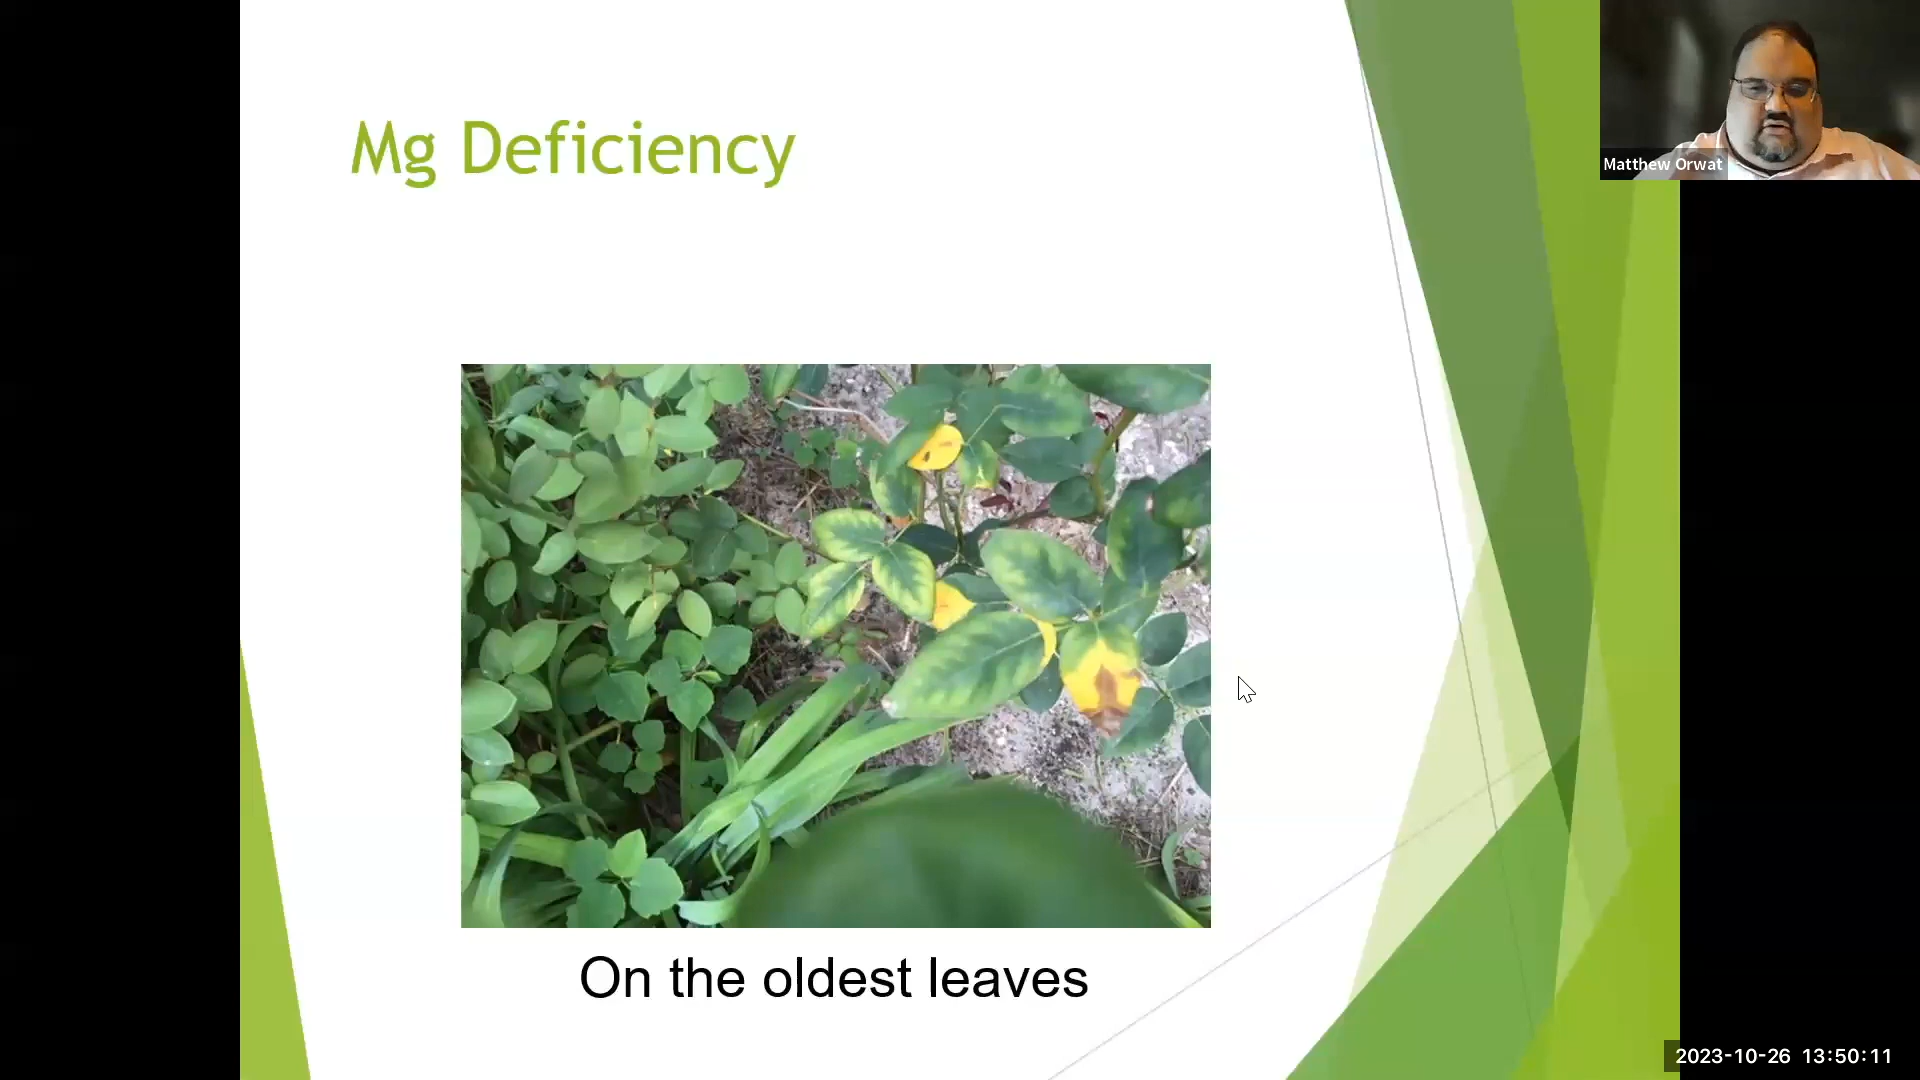 Mg Deficiency
Matthew Orwat
On the oldest leaves
2023-10-26 13:50:11